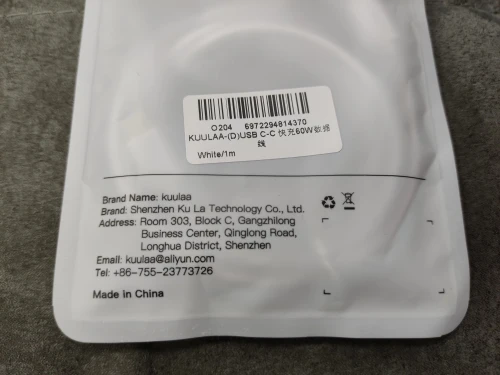 O204 6972294814370
KUULAA-(D)USB C-C 快充60W数据
线
White/1m
Brand Name: kuulaa
Brand: Shenzhen Ku La Technology Co., Ltd.
Address: Room 303, Block C, Gangzhilong
Business Center, Qinglong Road,
Longhua District, Shenzhen
Email: kuulaa@aliyun.com
Tel: +86-755-23773726
Made in China